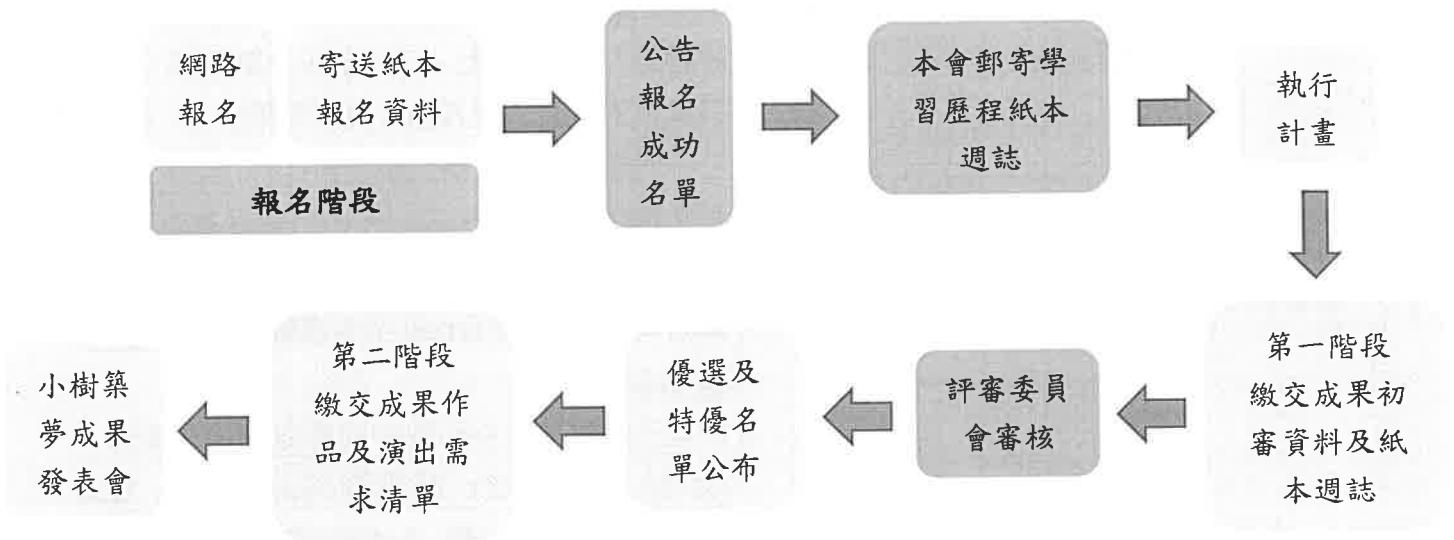 網路
報名
寄送紙本
報名資料
報名階段
公告
報名
成功
名單
本會郵寄學
習歷程紙本
週誌
執行
計畫
第一階段
繳交成果初
審資料及紙
本週誌
評審委員
會審核
優選及
特優名
單公布
第二階段
繳交成果作
品及演出需
求清單
小樹築
夢成果
發表會